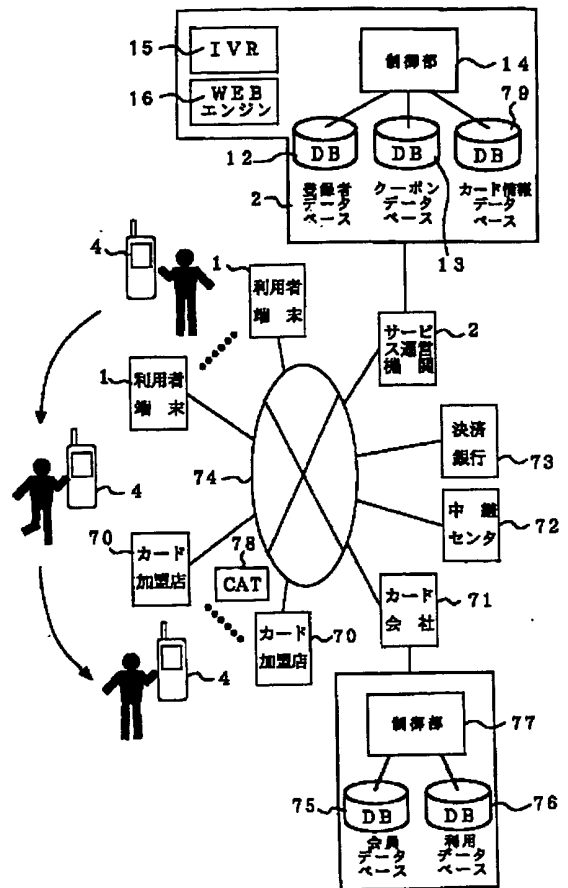 15
IVR
16
WEB
エンジン
制御部
14
79
12
DB
DB
DB
2
登録者
データ
ベース
クーポン
データ
ベース
カード情報
データ
ベース
13
4
1
利用者
端末
サービ
ス運営
機関
2
1
利用者
端末
74
決済
銀行
73
中継
センタ
72
4
70
カード
加盟店
78
CAT
カード
加盟店
70
カード
会社
71
4
制御部
77
75
DB
DB
76
会員
データ
ベース
利用
データ
ベース